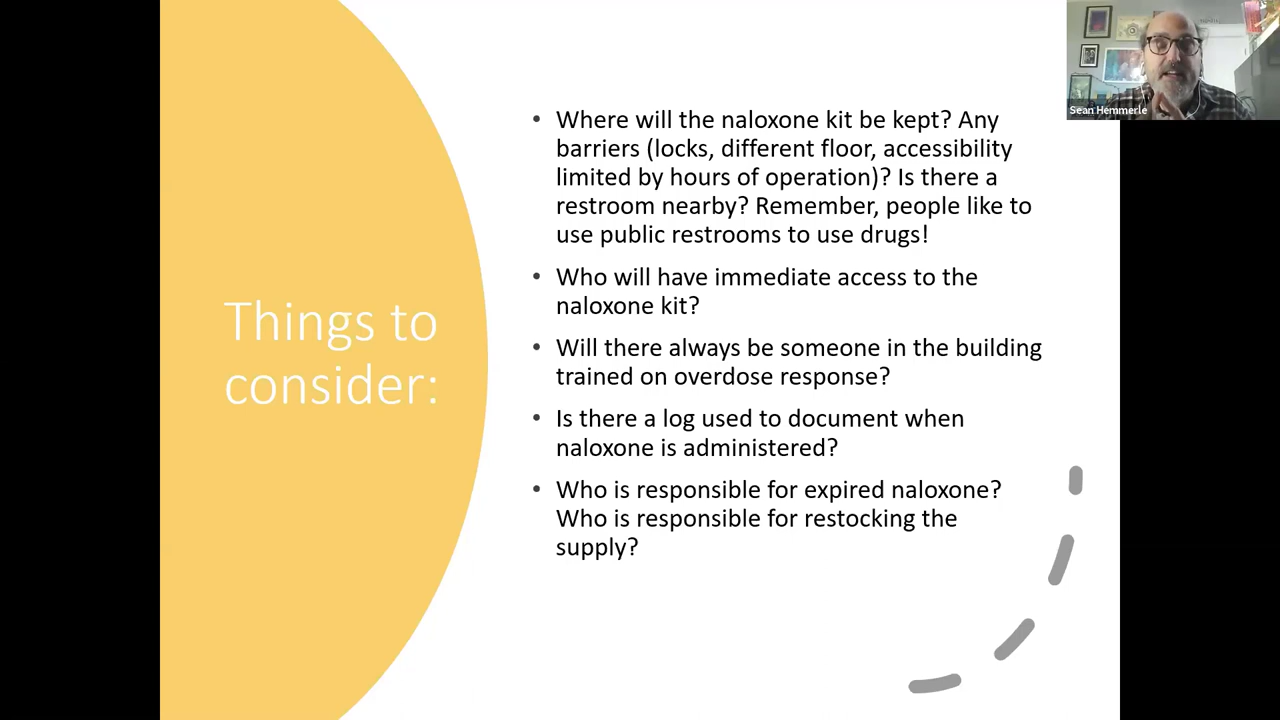 Things to
consider:
• Where will the naloxone kit be kept? Any
barriers (locks, different floor, accessibility
limited by hours of operation)? Is there a
restroom nearby? Remember, people like to
use public restrooms to use drugs!
• Who will have immediate access to the
naloxone kit?
• Will there always be someone in the building
trained on overdose response?
• Is there a log used to document when
naloxone is administered?
• Who is responsible for expired naloxone?
Who is responsible for restocking the
supply?
Sean Hemmerle